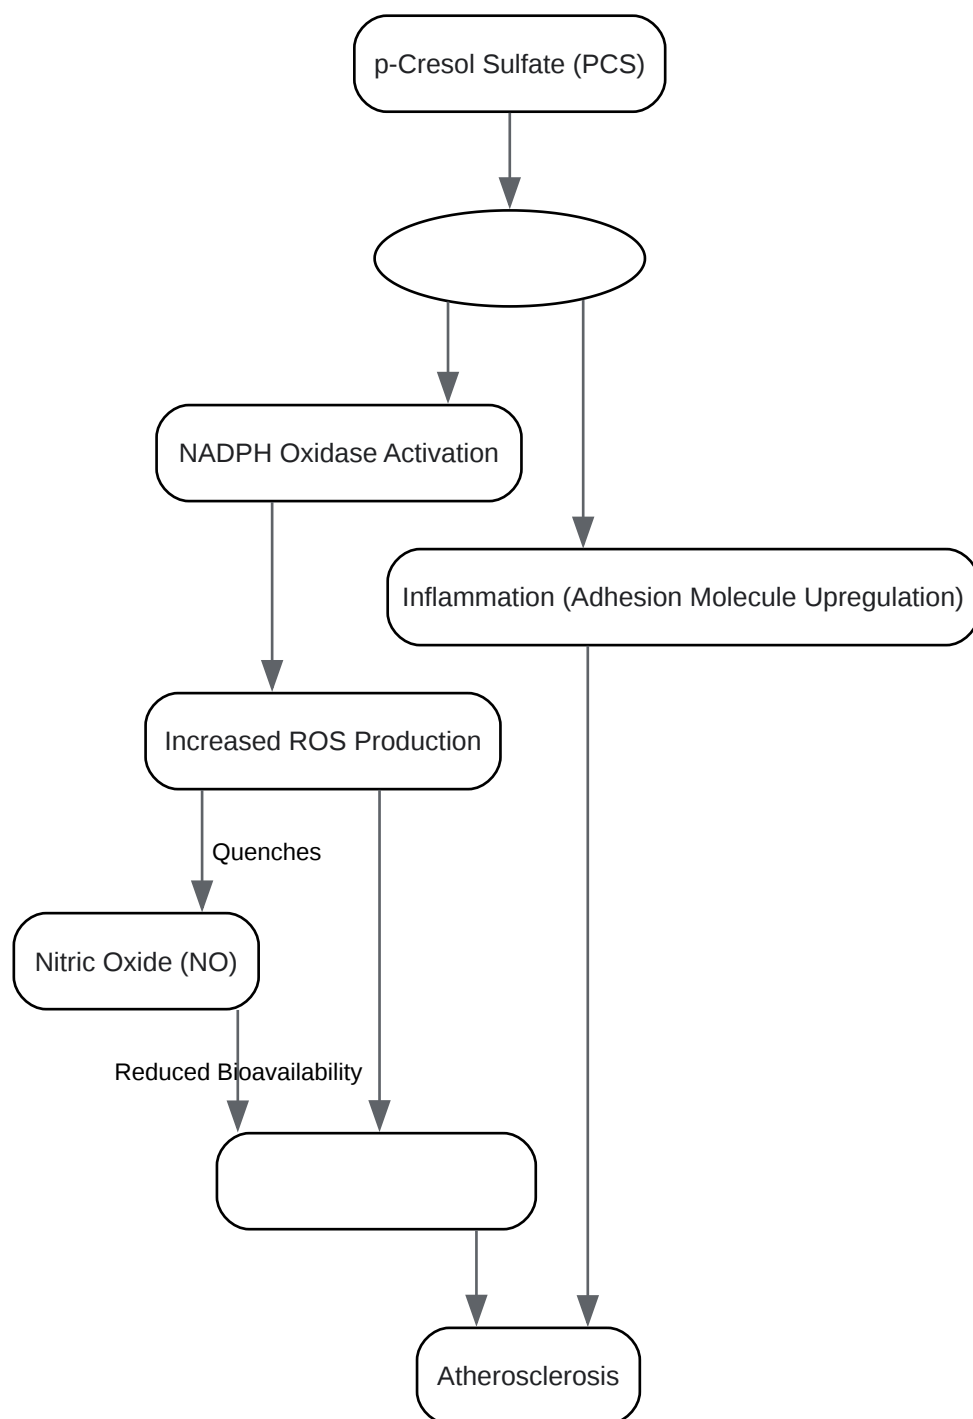 p-Cresol Sulfate (PCS)
NADPH Oxidase Activation
Inflammation (Adhesion Molecule Upregulation)
Increased ROS Production
Quenches
Nitric Oxide (NO)
Reduced Bioavailability
Atherosclerosis